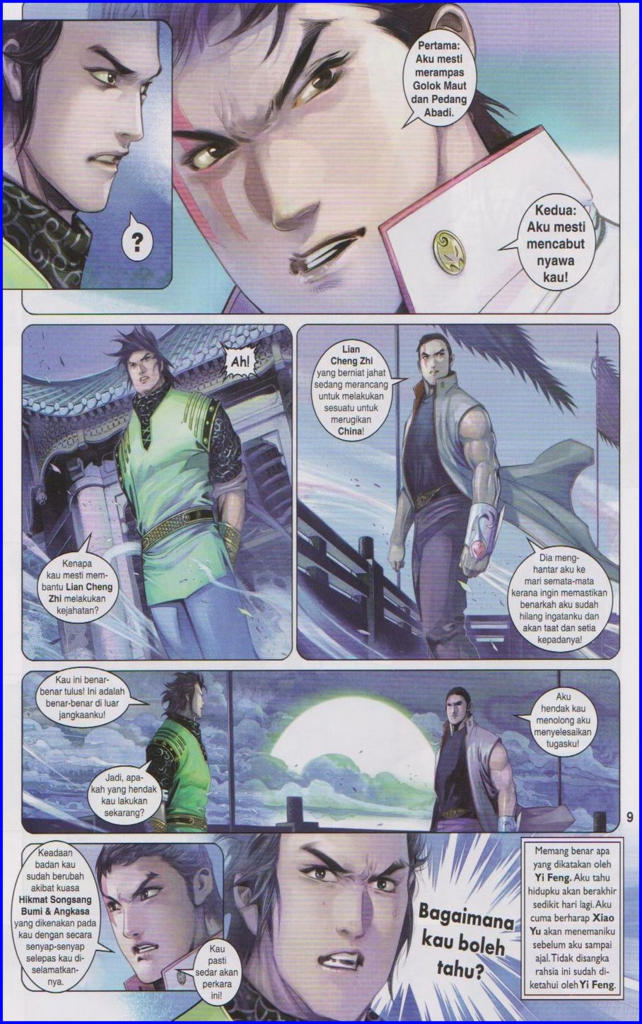 Pertama:
Aku mesti
merampas
Golok Maut
dan Pedang
Abadi.
?
Kedua:
Aku mesti
mencabut
nyawa
kau!
Ah!
Kenapa
kau mesti mem-
bantu Lian Cheng
Zhi melakukan
kejahatan?
Lian
Cheng Zhi
yang berniat jahat
sedang merancang
untuk melakukan
sesuatu untuk
merugikan
China!
Dia meng-
hantar aku ke
mari semata-mata
kerana ingin memastikan
benarkah aku sudah
hilang ingatanku dan
akan taat dan setia
kepadanya!
Kau ini benar-
benar tulus! Ini adalah
benar-benar di luar
jangkaanku!
Jadi, apa-
kah yang hendak
kau lakukan
sekarang?
Aku
hendak kau
menolong aku
menyelesaikan
tugasku!
9
Keadaan
badan kau
sudah berubah
akibat kuasa
Hikmat Songsang
Bumi & Angkasa
yang dikenakan pada
kau dengan secara
senyap-senyap
selepas kau di-
selamatkan-
nya.
Kau
pasti
sedar akan
perkara
ini!
Bagaimana
kau boleh
tahu?
Memang benar apa
yang dikatakan oleh
Yi Feng. Aku tahu
hidupku akan berakhir
sedikit hari lagi. Aku
cuma berharap Xiao
Yu akan menemaniku
sebelum aku sampai
ajal. Tidak disangka
rahsia ini sudah di-
ketahui oleh Yi Feng.